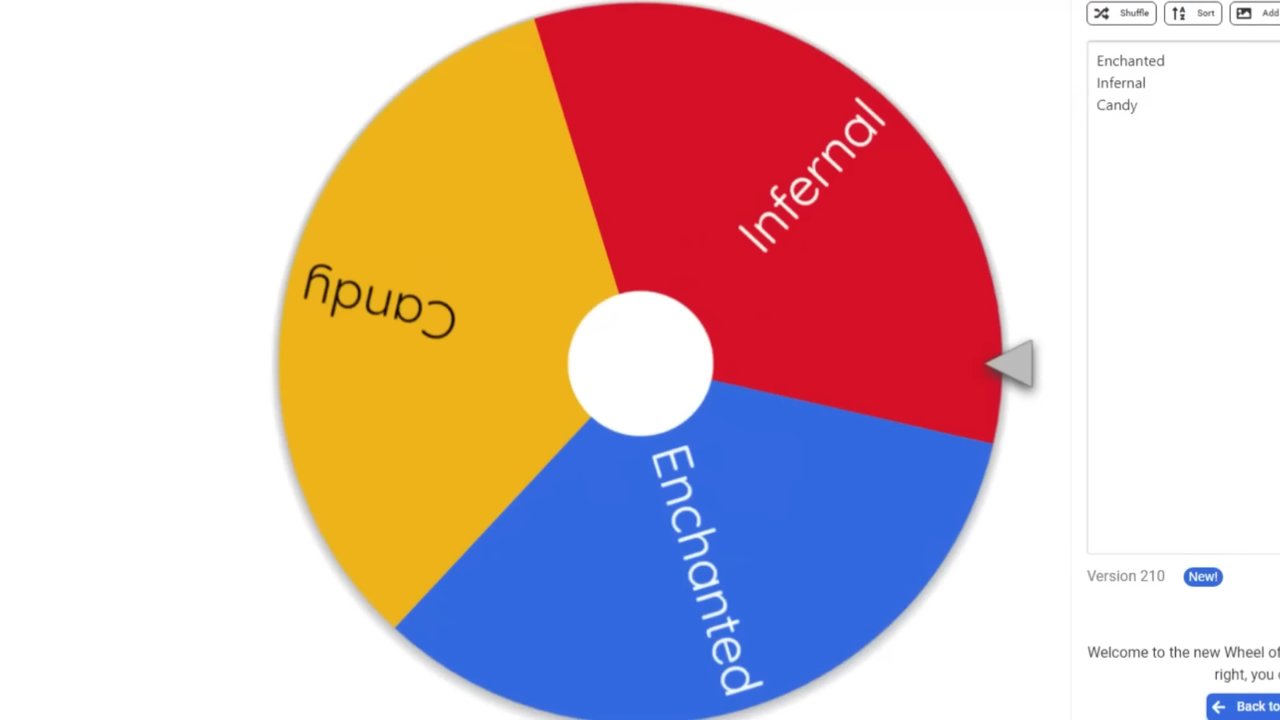 Shuffle
Sort
Add
Enchanted
Infernal
Candy
Infernal
Candy
Enchanted
Version 210
New!
Welcome to the new Wheel of
right, you
Back to